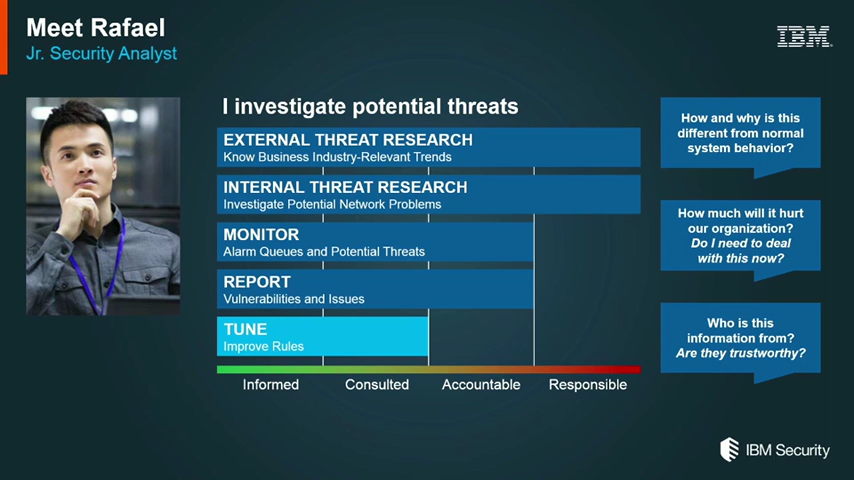 Meet Rafael
Jr. Security Analyst
IBM
I investigate potential threats
EXTERNAL THREAT RESEARCH
Know Business Industry-Relevant Trends
INTERNAL THREAT RESEARCH
Investigate Potential Network Problems
MONITOR
Alarm Queues and Potential Threats
REPORT
Vulnerabilities and Issues
TUNE
Improve Rules
Informed Consulted Accountable Responsible
How and why is this
different from normal
system behavior?
How much will it hurt
our organization?
Do I need to deal
with this now?
Who is this
information from?
Are they trustworthy?
IBM Security